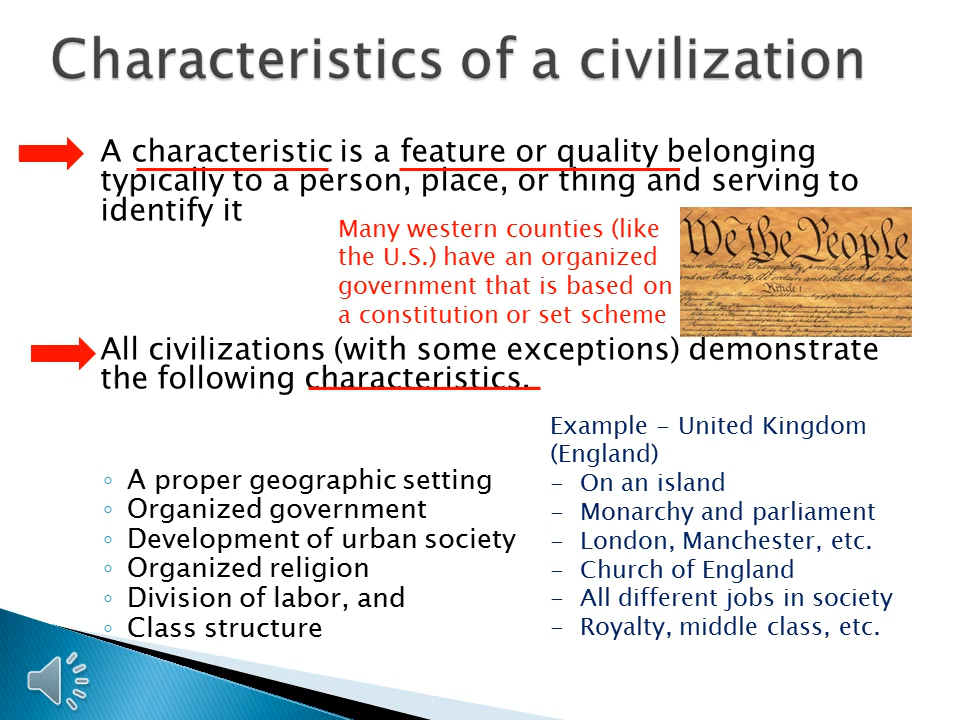 Characteristics of a civilization
A characteristic is a feature or quality belonging
typically to a person, place, or thing and serving to
identify it
Many western counties (like
the U.S.) have an organized
government that is based on
a constitution or set scheme
We the People
Article I
All civilizations (with some exceptions) demonstrate
the following characteristics.
◦ A proper geographic setting
◦ Organized government
◦ Development of urban society
◦ Organized religion
◦ Division of labor, and
◦ Class structure
Example - United Kingdom
(England)
- On an island
- Monarchy and parliament
- London, Manchester, etc.
- Church of England
- All different jobs in society
- Royalty, middle class, etc.